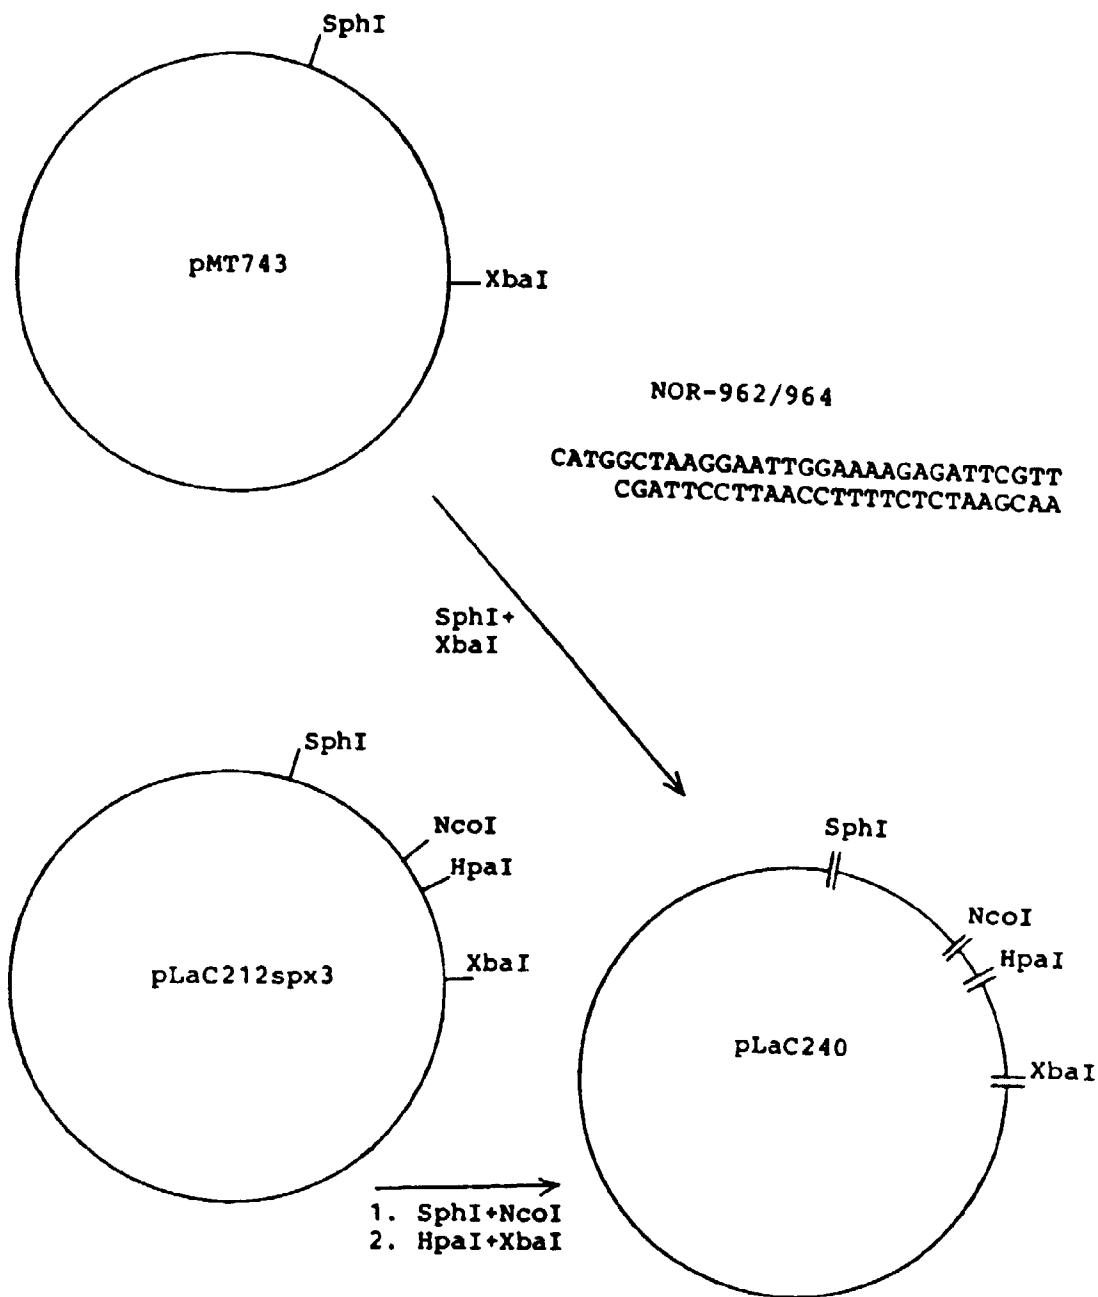 SphI
pMT743
XbaI
NOR-962/964
CATGGCTAAGGAATTGGAAAAGAGATTCGTT
CGATTCCTTAACCTTTTCTCTAAGCAA
SphI+
XbaI
SphI
NcoI
HpaI
XbaI
pLaC212spx3
SphI
NcoI
HpaI
XbaI
pLaC240
1. SphI+NcoI
2. HpaI+XbaI